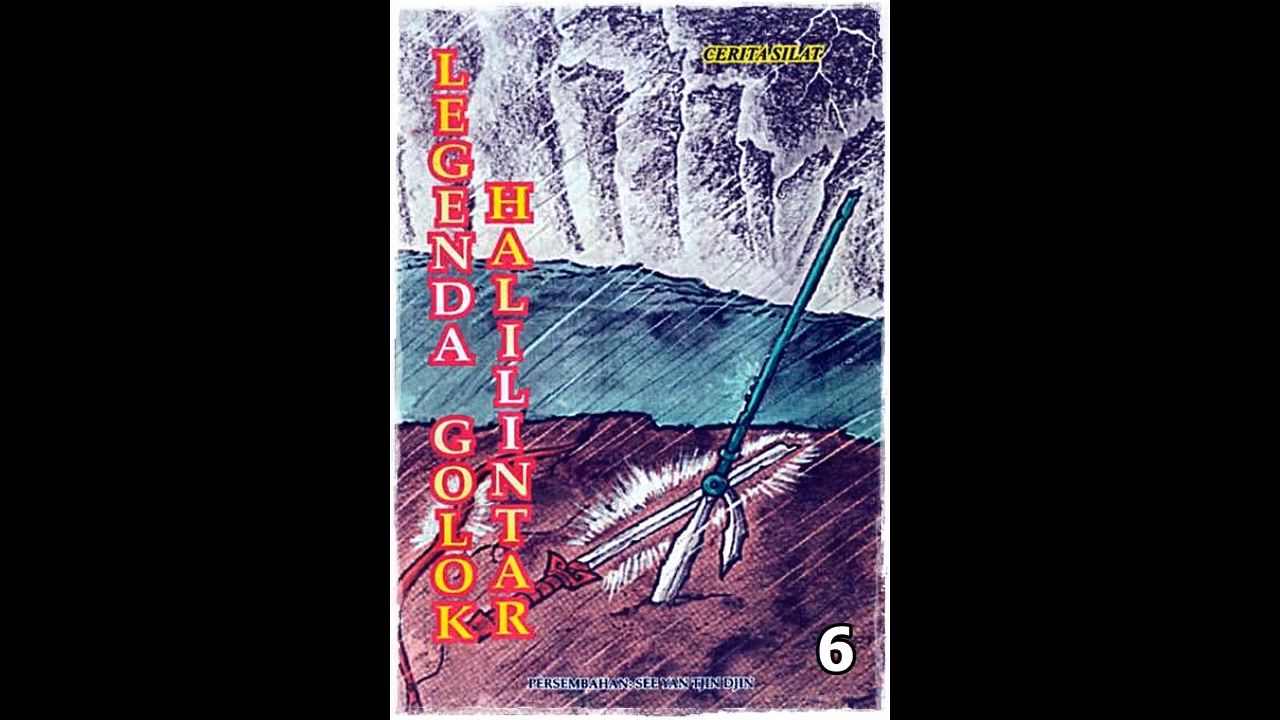 CERITA SILAT
LEGENDA GOLOK
HALILINTAR
6
PERSEMBAHAN: SEE YAN TJIN DJIN